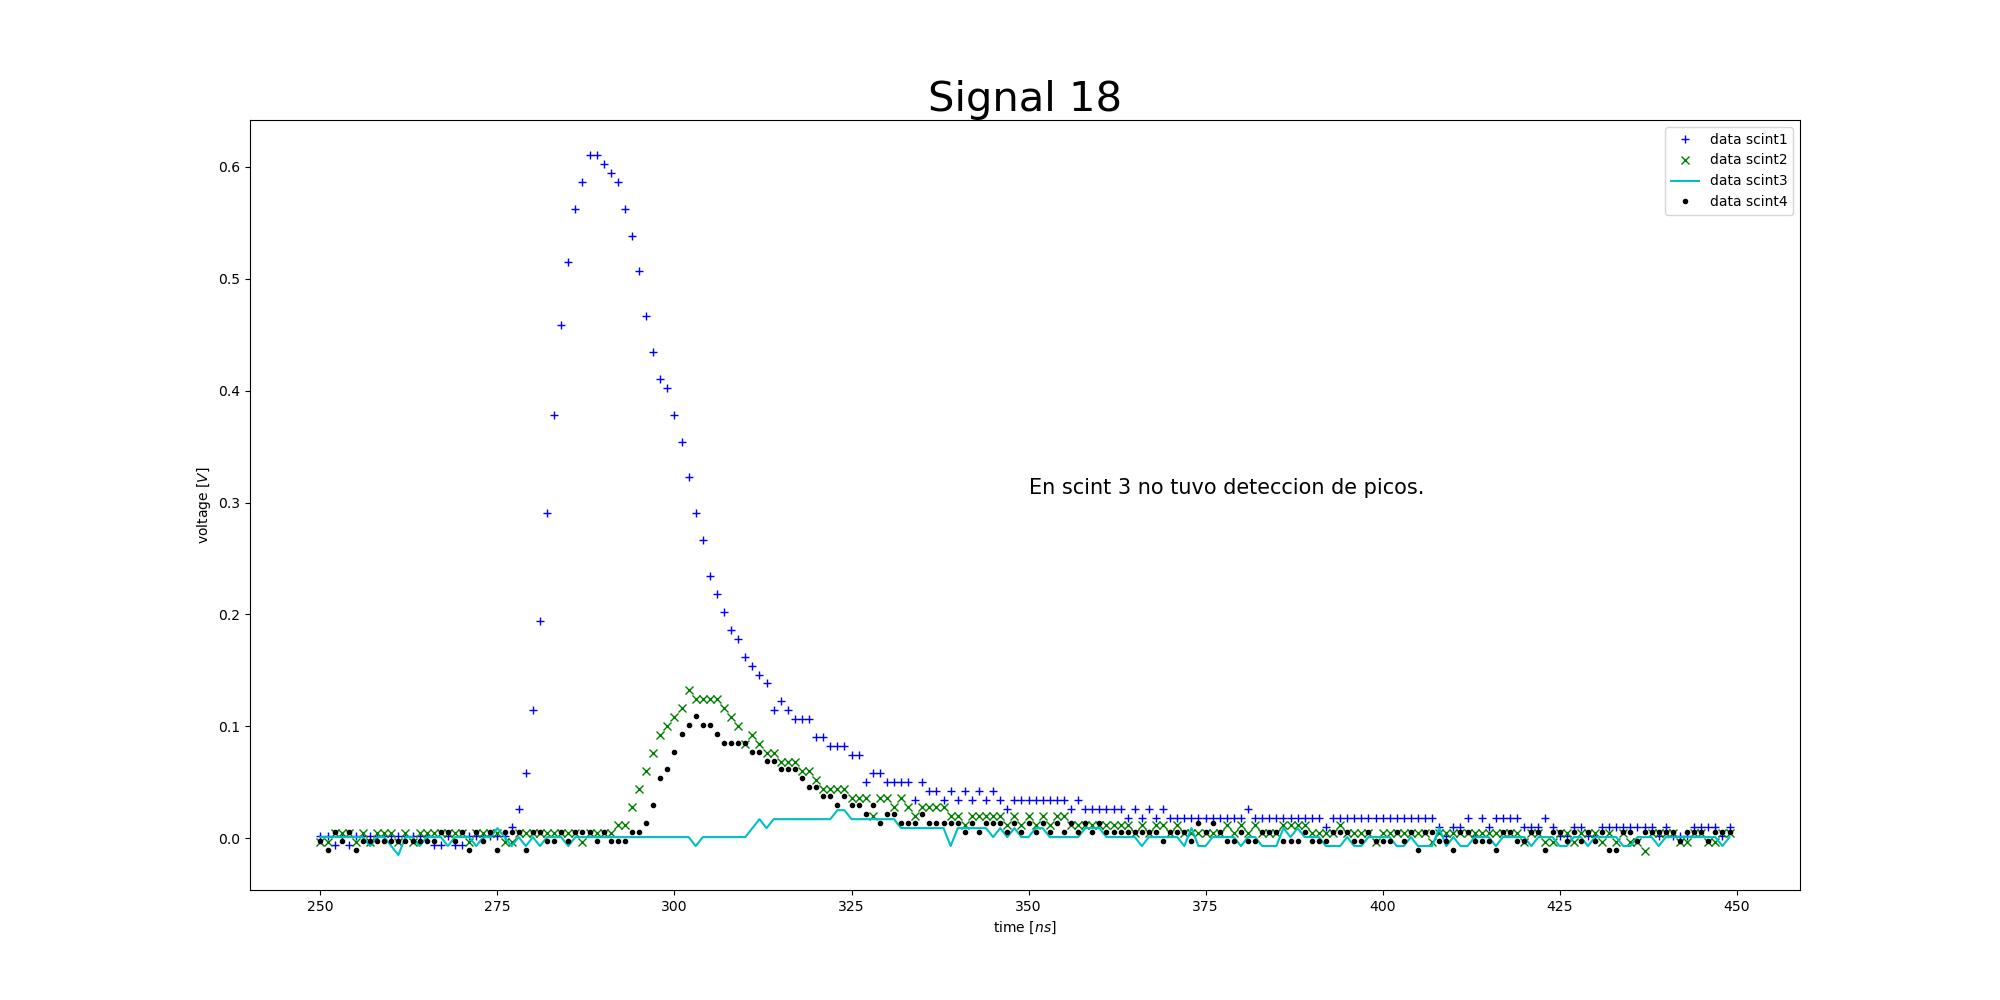 Signal 18
data scint1
data scint2
data scint3
data scint4
0.6
0.5
0.4
0.3
0.2
0.1
0.0
voltage [V]
En scint 3 no tuvo deteccion de picos.
250 275 300 325 350 375 400 425 450
time [ns]